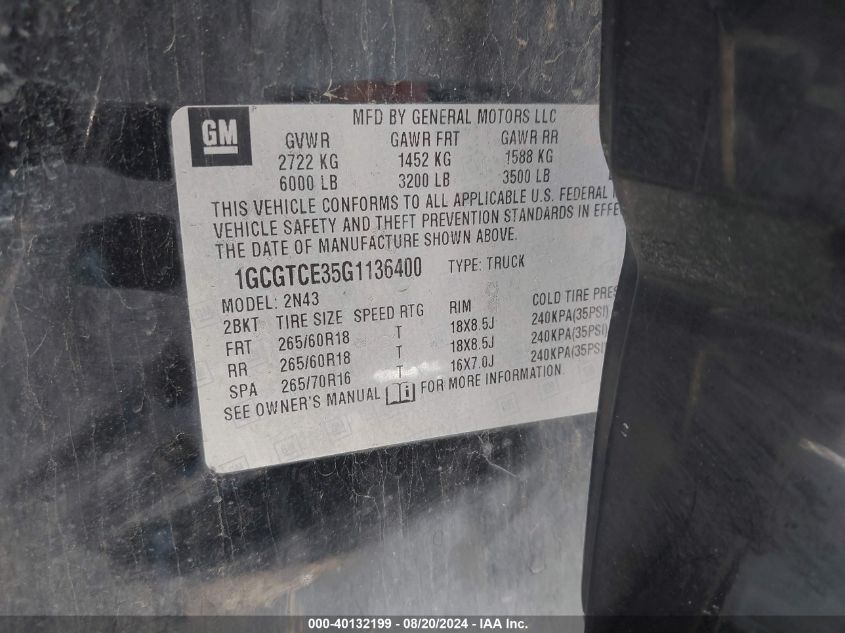 GM
MFD BY GENERAL MOTORS LLC
GVWR GAWR FRT GAWR RR
2722 KG 1452 KG 1588 KG
6000 LB 3200 LB 3500 LB
THIS VEHICLE CONFORMS TO ALL APPLICABLE U.S. FEDERAL
VEHICLE SAFETY AND THEFT PREVENTION STANDARDS IN EFFE
THE DATE OF MANUFACTURE SHOWN ABOVE.
1GCGTCE35G1136400 TYPE: TRUCK
MODEL: 2N43
2BKT TIRE SIZE SPEED RTG RIM COLD TIRE PRES
FRT 265/60R18 T 18X8.5J 240KPA(35PSI)
RR 265/60R18 T 18X8.5J 240KPA(35PSI)
SPA 265/70R16 T 16X7.0J 240KPA(35PSI)
SEE OWNER'S MANUAL FOR MORE INFORMATION.
000-40132199 - 08/20/2024 - IAA Inc.